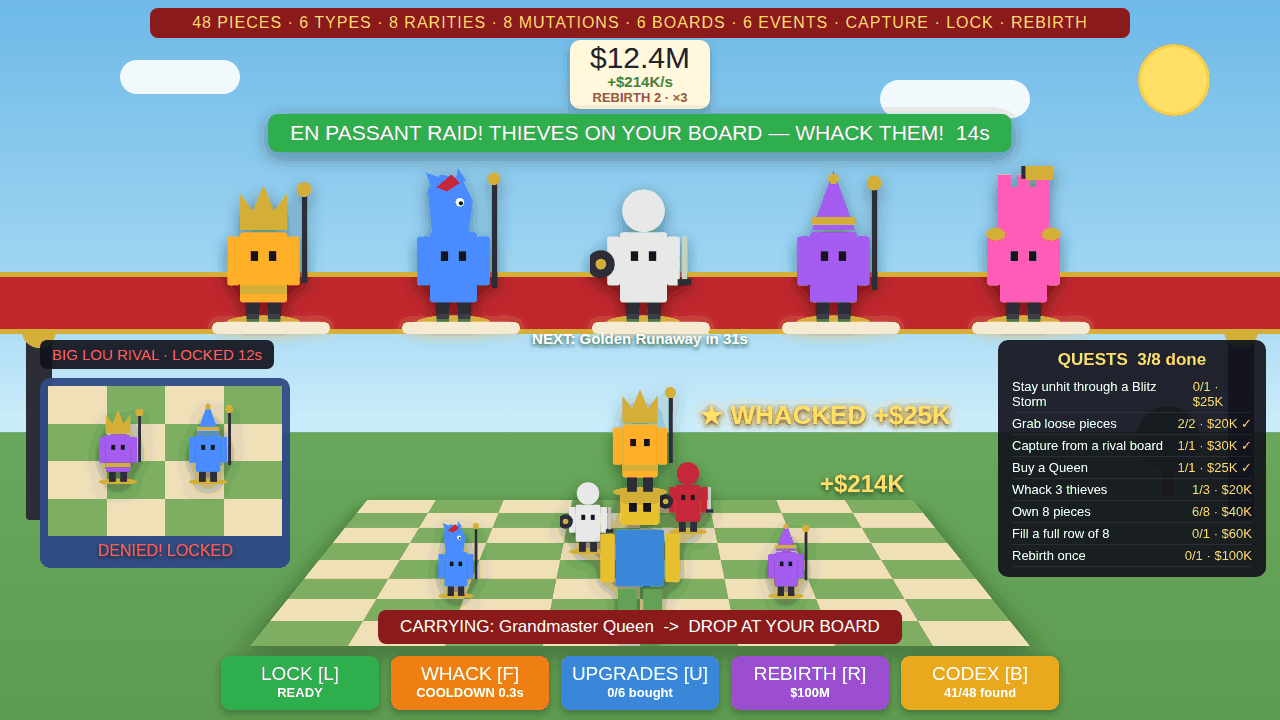 48 PIECES · 6 TYPES · 8 RARITIES · 8 MUTATIONS · 6 BOARDS · 6 EVENTS · CAPTURE · LOCK · REBIRTH
$12.4M
+$214K/s
REBIRTH 2 · ×3
EN PASSANT RAID! THIEVES ON YOUR BOARD — WHACK THEM! 14s
NEXT: Golden Runaway in 31s
BIG LOU RIVAL · LOCKED 12s
DENIED! LOCKED
★ WHACKED +$25K
+$214K
QUESTS 3/8 done
Stay unhit through a Blitz Storm 0/1 · $25K
Grab loose pieces 2/2 · $20K ✓
Capture from a rival board 1/1 · $30K ✓
Buy a Queen 1/1 · $25K ✓
Whack 3 thieves 1/3 · $20K
Own 8 pieces 6/8 · $40K
Fill a full row of 8 0/1 · $60K
Rebirth once 0/1 · $100K
CARRYING: Grandmaster Queen -> DROP AT YOUR BOARD
LOCK [L]
READY
WHACK [F]
COOLDOWN 0.3s
UPGRADES [U]
0/6 bought
REBIRTH [R]
$100M
CODEX [B]
41/48 found